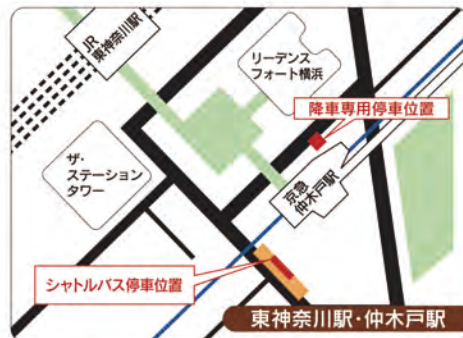 JR
東神奈川駅
リーデンス
フォート横浜
降車専用停車位置
ザ・
ステーション
タワー
京急
仲木戸駅
シャトルバス停車位置
東神奈川駅・仲木戸駅